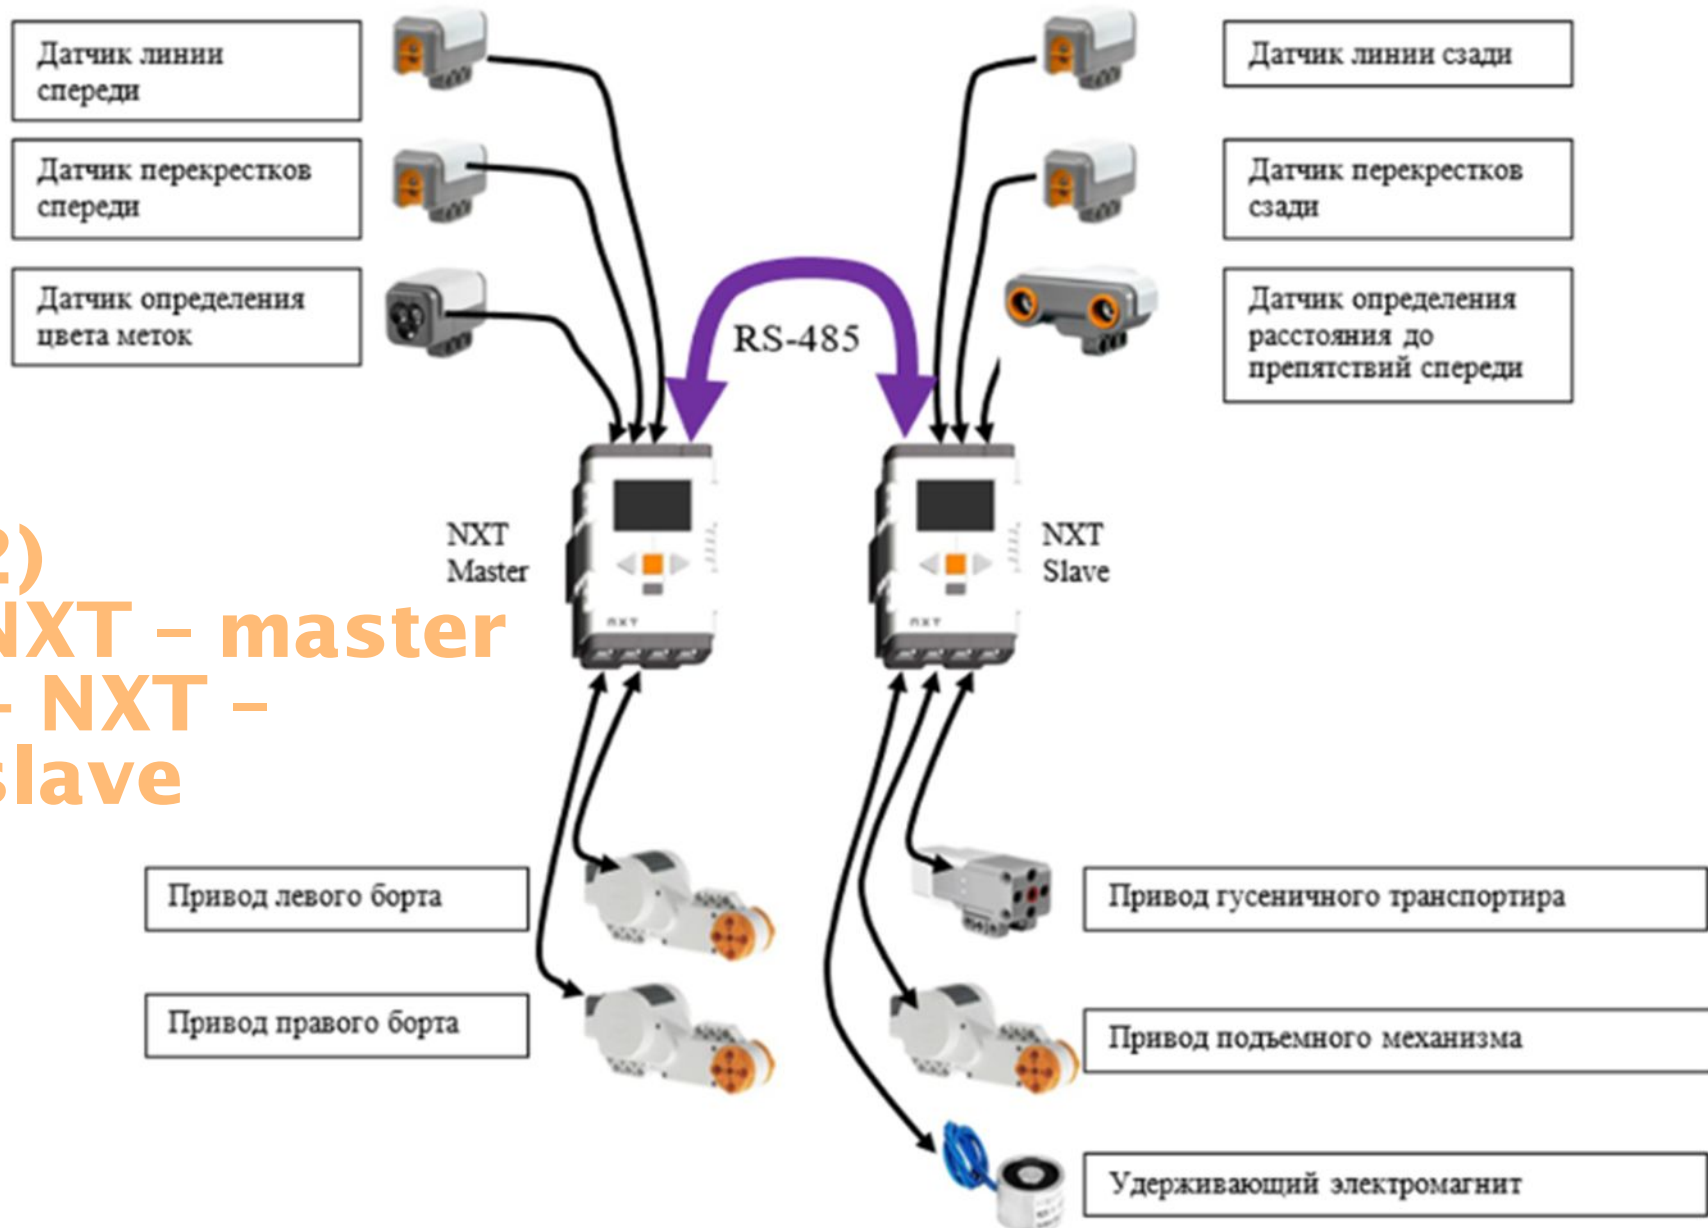 Датчик линии
спереди
Датчик перекрестков
спереди
Датчик определения
цвета меток
Датчик линии сзади
Датчик перекрестков
сзади
Датчик определения
расстояния до
препятствий спереди
RS-485
NXT
Master
NXT
Slave
nxt
nxt
2)
NXT – master
– NXT –
slave
Привод левого борта
Привод правого борта
Привод гусеничного транспортира
Привод подъемного механизма
Удерживающий электромагнит